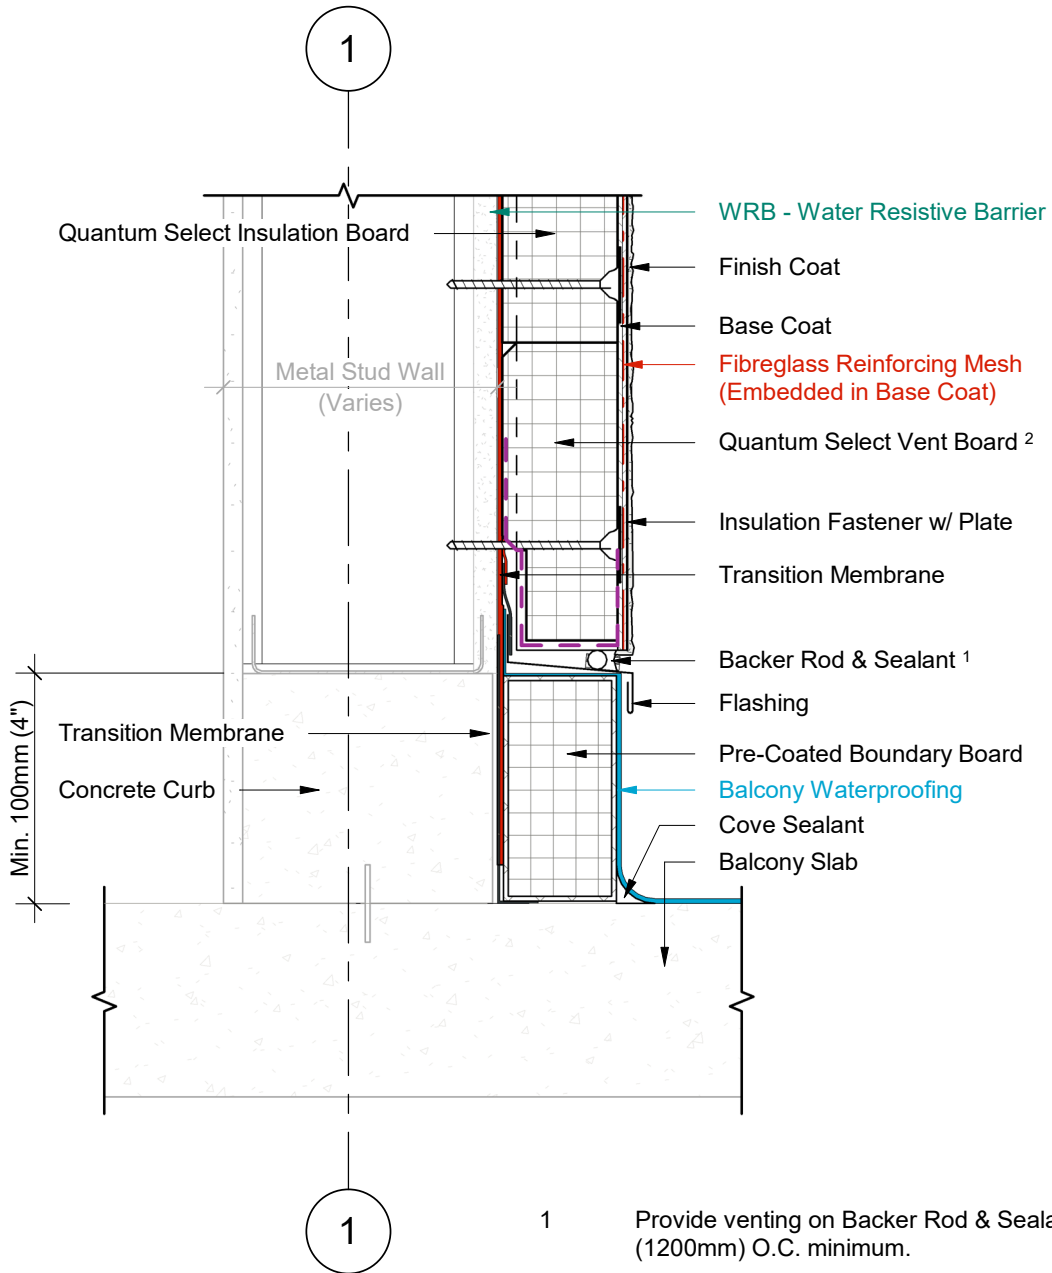 1
WRB - Water Resistive Barrier
Quantum Select Insulation Board
Finish Coat
Base Coat
Metal Stud Wall
(Varies)
Fibreglass Reinforcing Mesh
(Embedded in Base Coat)
Quantum Select Vent Board 2
Insulation Fastener w/ Plate
Transition Membrane
Backer Rod & Sealant 1
Flashing
Min. 100mm (4")
Transition Membrane
Pre-Coated Boundary Board
Concrete Curb
Balcony Waterproofing
Cove Sealant
Balcony Slab
1
1 Provide venting on Backer Rod &
(1200mm) O.C. minimum.